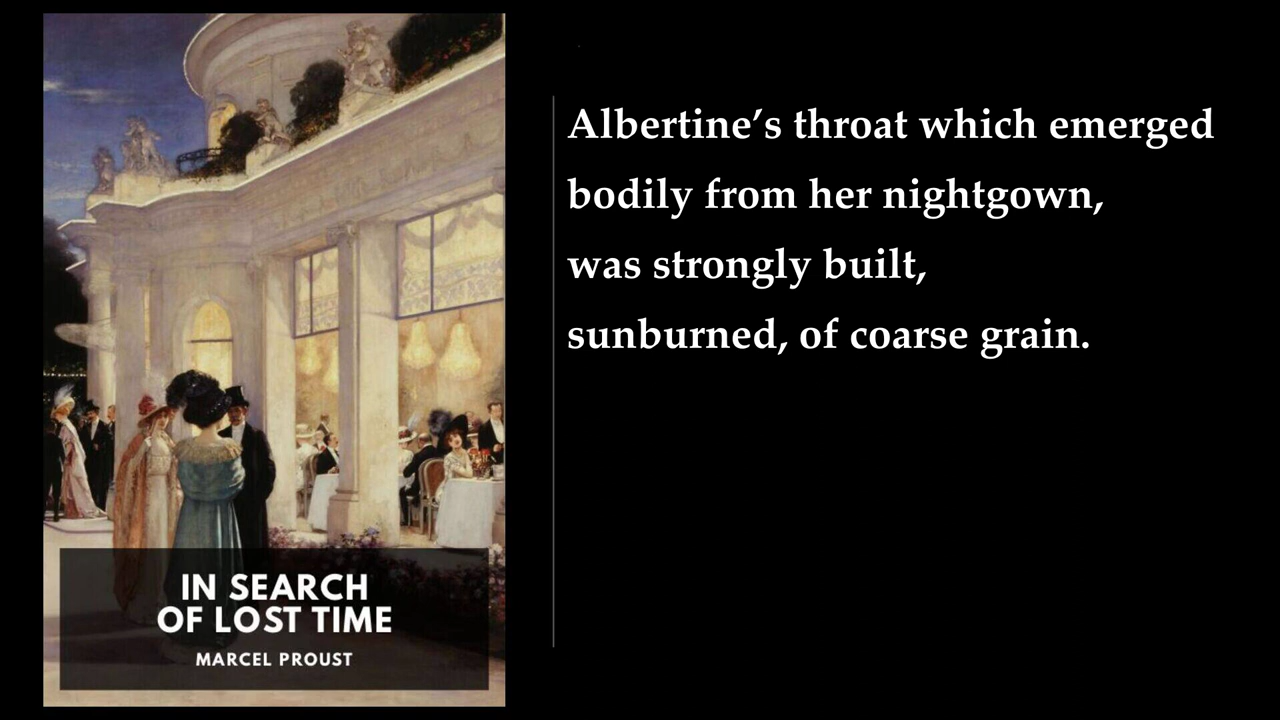 Albertine’s throat which emerged
bodily from her nightgown,
was strongly built,
sunburned, of coarse grain.
IN SEARCH
OF LOST TIME
MARCEL PROUST